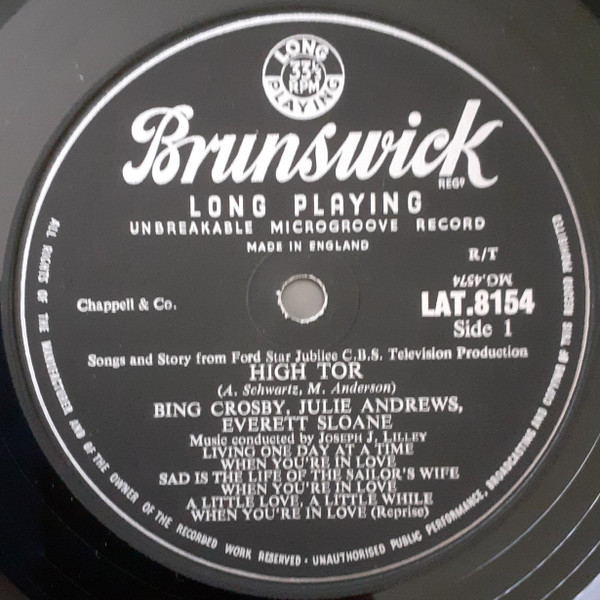 LONG
33⅓
RPM
PLAYING
Brunswick
REGD
LONG PLAYING
UNBREAKABLE MICROGROOVE RECORD
MADE IN ENGLAND
R/T
MG.4574
Chappell & Co.
LAT.8154
Side 1
Songs and Story from Ford Star Jubilee C.B.S. Television Production
HIGH TOR
(A. Schwartz, M. Anderson)
BING CROSBY, JULIE ANDREWS,
EVERETT SLOANE
Music conducted by JOSEPH J. LILLEY
LIVING ONE DAY AT A TIME
WHEN YOU'RE IN LOVE
SAD IS THE LIFE OF THE SAILOR'S WIFE
WHEN YOU'RE IN LOVE
A LITTLE LOVE, A LITTLE WHILE
WHEN YOU'RE IN LOVE (Reprise)
ALL RIGHTS OF THE MANUFACTURER AND OF THE OWNER OF THE RECORDED WORK RESERVED · UNAUTHORISED PUBLIC PERFORMANCE, BROADCASTING AND COPYING OF THIS RECORD PROHIBITED